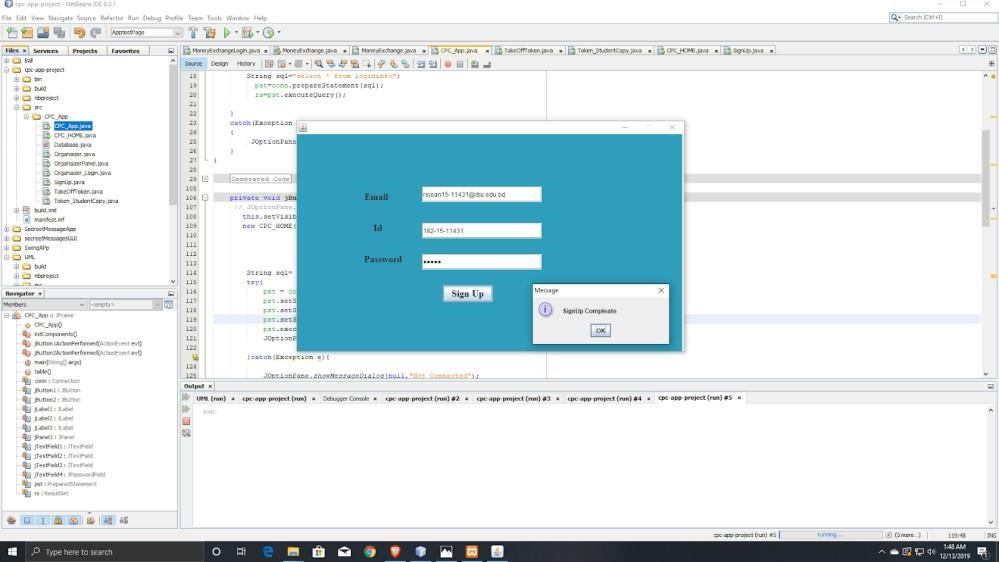 cpc-app-project - NetBeans IDE 8.0.1
File Edit View Navigate Source Refactor Run Debug Profile Team Tools Window Help
Search (Ctrl+I)
ApptestPage
Files Services Projects Favorites
MoneyExchangeLogin.java MoneyExchange.java MoneyExchange.java CPC_App.java TakeOffToken.java Token_StudentCopy.java CPC_HOME.java SignUp.java
Source Design History
Ball
cpc-app-project
bin
build
nbproject
src
CPC_App
CPC_App.java
CPC_HOME.java
Database.java
Organaizer.java
OrganaizerPanel.java
Organaizer_Login.java
SignUp.java
TakeOffToken.java
Token_StudentCopy.java
build.xml
manifest.mf
SecreetMessageApp
secreetMessagesGUI
SwingAPp
UML
build
nbproject
src
18 String sql="select * from logininfo";
19 pst=conn.prepareStatement(sql);
20 rs=pst.executeQuery();
22 }
23 catch(Exception
24 {
25 JOptionPane
26 }
27 }
28
29 Generated Code
105
106 private void jBu
107 // JOptionPane.
108 this.setVisib
109 new CPC_HOME(
114 String sql=
115 try{
116 pst = co
117 pst.setS
118 pst.setS
119 pst.setS
120 pst.exec
121 JOptionP
122
}catch(Exception e){
124
125 JOptionPane.showMessageDialog(null,"Not Connected");
Email
rejoan15-11431@diu.edu.bd
Id
182-15-11431
Password
•••••
Sign Up
Message
SignUp Compleate
OK
Navigator
Members <empty>
CPC_App :: JFrame
CPC_App()
initComponents()
jButton1ActionPerformed(ActionEvent evt)
jButton2ActionPerformed(ActionEvent evt)
main(String[] args)
table()
conn : Connection
jButton1 : JButton
jButton2 : JButton
jLabel1 : JLabel
jLabel2 : JLabel
jLabel3 : JLabel
jPanel1 : JPanel
jTextField1 : JTextField
jTextField2 : JTextField
jTextField3 : JTextField
jTextField4 : JPasswordField
pst : PreparedStatement
rs : ResultSet
Output
UML (run) cpc-app-project (run) Debugger Console cpc-app-project (run) #2 cpc-app-project (run) #3 cpc-app-project (run) #4 cpc-app-project (run) #5
run:
cpc-app-project (run) #5 running... (5 more...) 119:48 INS
Type here to search
1:48 AM
12/13/2019